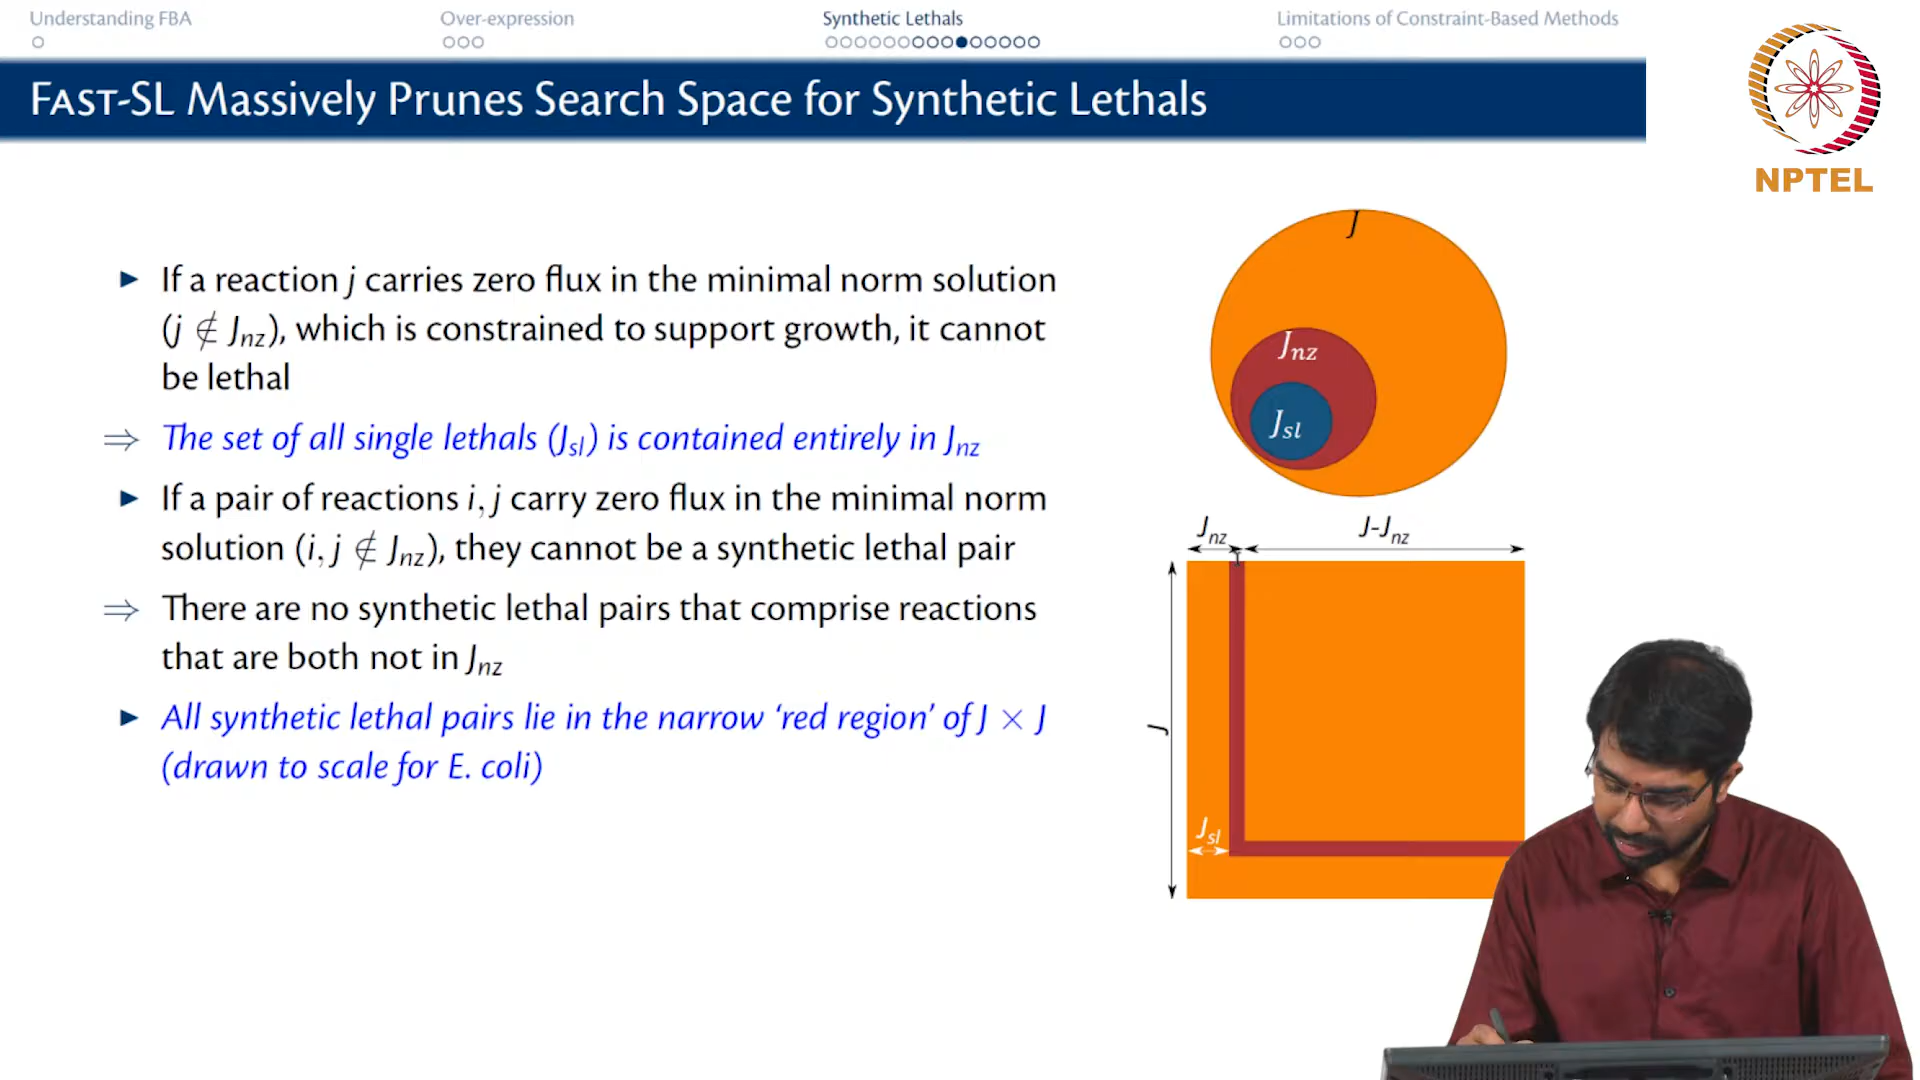 Understanding FBA
Over-expression
Synthetic Lethals
Limitations of Constraint-Based Methods
FAST-SL Massively Prunes Search Space for Synthetic Lethals
NPTEL
▶ If a reaction j carries zero flux in the minimal norm solution
(j ∉ Jnz), which is constrained to support growth, it cannot
be lethal
⇒ The set of all single lethals (Jsl) is contained entirely in Jnz
▶ If a pair of reactions i, j carry zero flux in the minimal norm
solution (i, j ∉ Jnz), they cannot be a synthetic lethal pair
⇒ There are no synthetic lethal pairs that comprise reactions
that are both not in Jnz
▶ All synthetic lethal pairs lie in the narrow ‘red region’ of J × J
(drawn to scale for E. coli)
J
Jnz
Jsl
Jnz
J-Jnz
J
Jsl